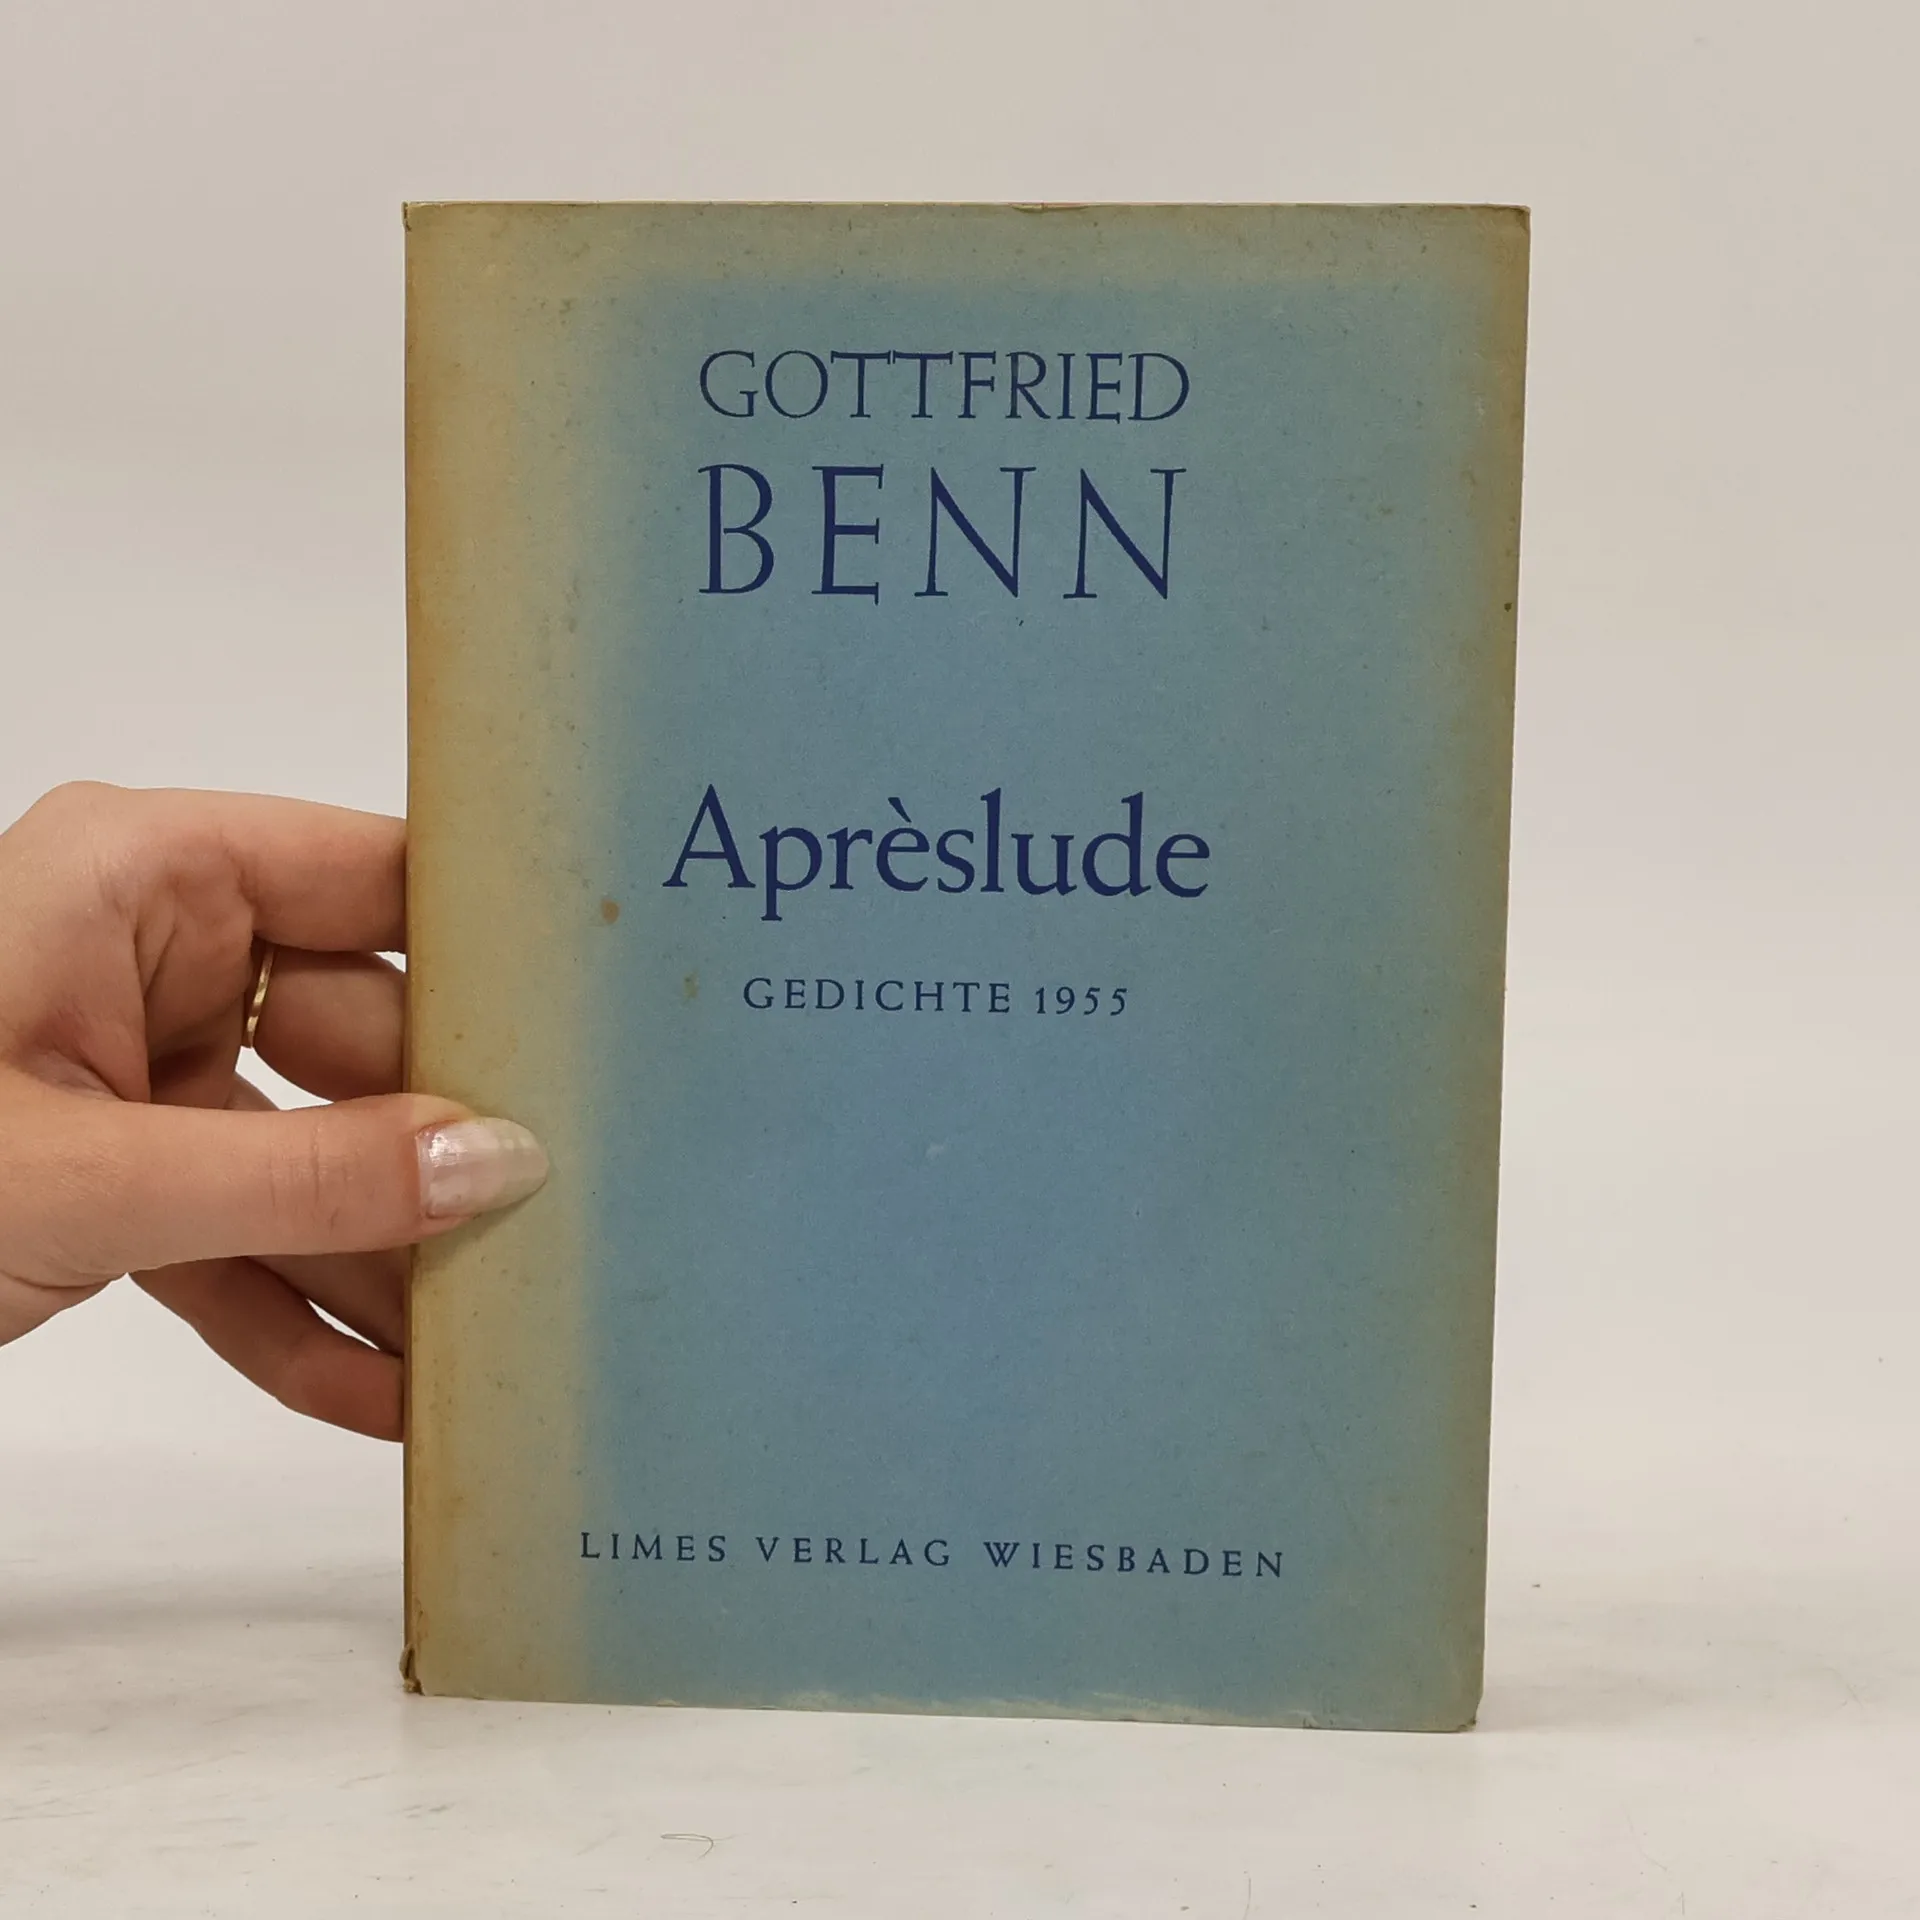 GOTTFRIED
BENN
Aprèslude
GEDICHTE 1955
LIMES VERLAG WIESBADEN